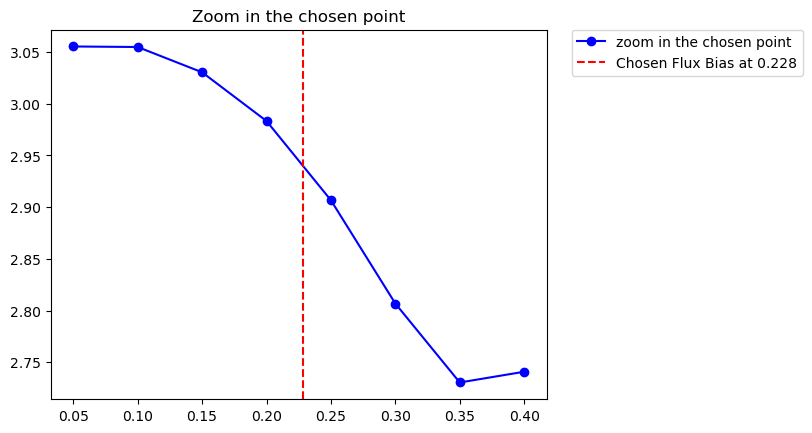 Zoom in the chosen point
zoom in the chosen point
Chosen Flux Bias at 0.228
3.05
3.00
2.95
2.90
2.85
2.80
2.75
0.05 0.10 0.15 0.20 0.25 0.30 0.35 0.40